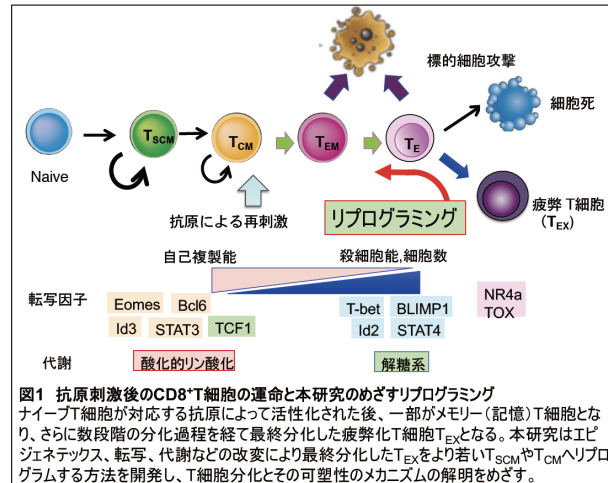 標的細胞攻撃
細胞死
Naive
TSCM
TCM
TEM
TE
抗原による再刺激
リプログラミング
疲弊 T細胞
(TEX)
自己複製能
殺細胞能,細胞数
転写因子
Eomes
Bcl6
Id3
STAT3
TCF1
T-bet
BLIMP1
Id2
STAT4
NR4a
TOX
代謝
酸化的リン酸化
解糖系
図1 抗原刺激後のCD8⁺T細胞の運命と本研究のめざすリプログラミング
ナイーブT細胞が対応する抗原によって活性化された後、一部がメモリー(記憶)T細胞とな
り、さらに数段階の分化過程を経て最終分化した疲弊化T細胞TEXとなる。本研究はエピ
ジェネテックス、転写、代謝などの改変により最終分化したTEXをより若いTSCMやTCMへリプロ
グラムする方法を開発し、T細胞分化とその可塑性のメカニズムの解明をめざす。